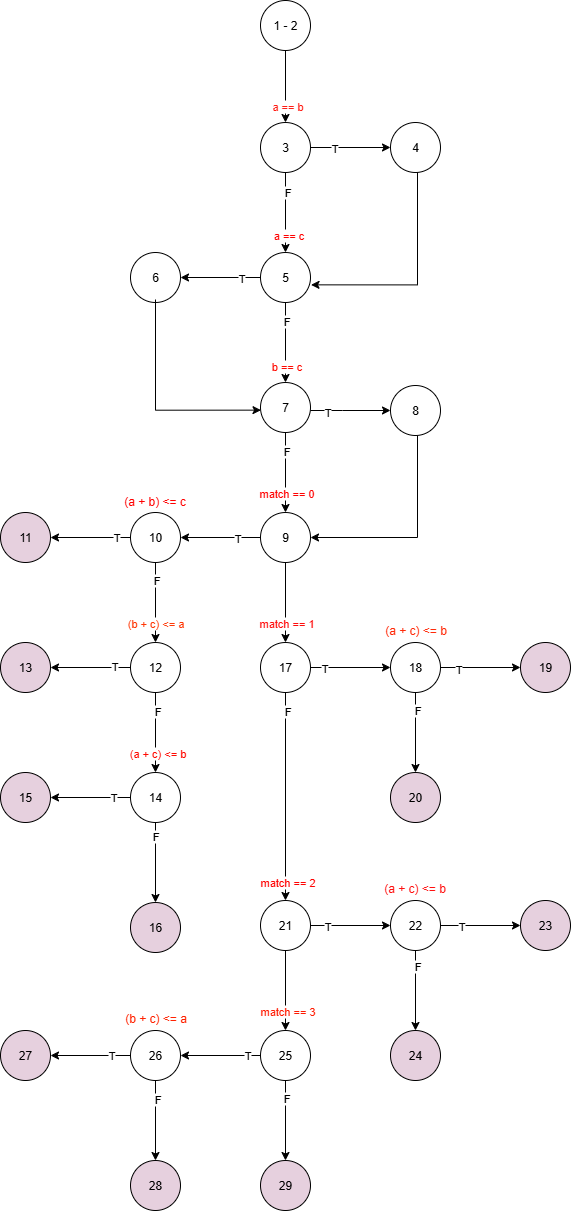 1 - 2
a == b
3
T
4
F
a == c
6
T
5
F
b == c
7
T
8
F
match == 0
(a + b) <= c
11
T
10
T
9
F
(b + c) <= a
match == 1
(a + c) <= b
13
T
12
17
T
18
T
19
F
F
F
(a + c) <= b
15
T
14
20
F
match == 2
(a + c) <= b
16
21
T
22
T
23
F
(b + c) <= a
match == 3
27
T
26
T
25
24
F
F
28
29